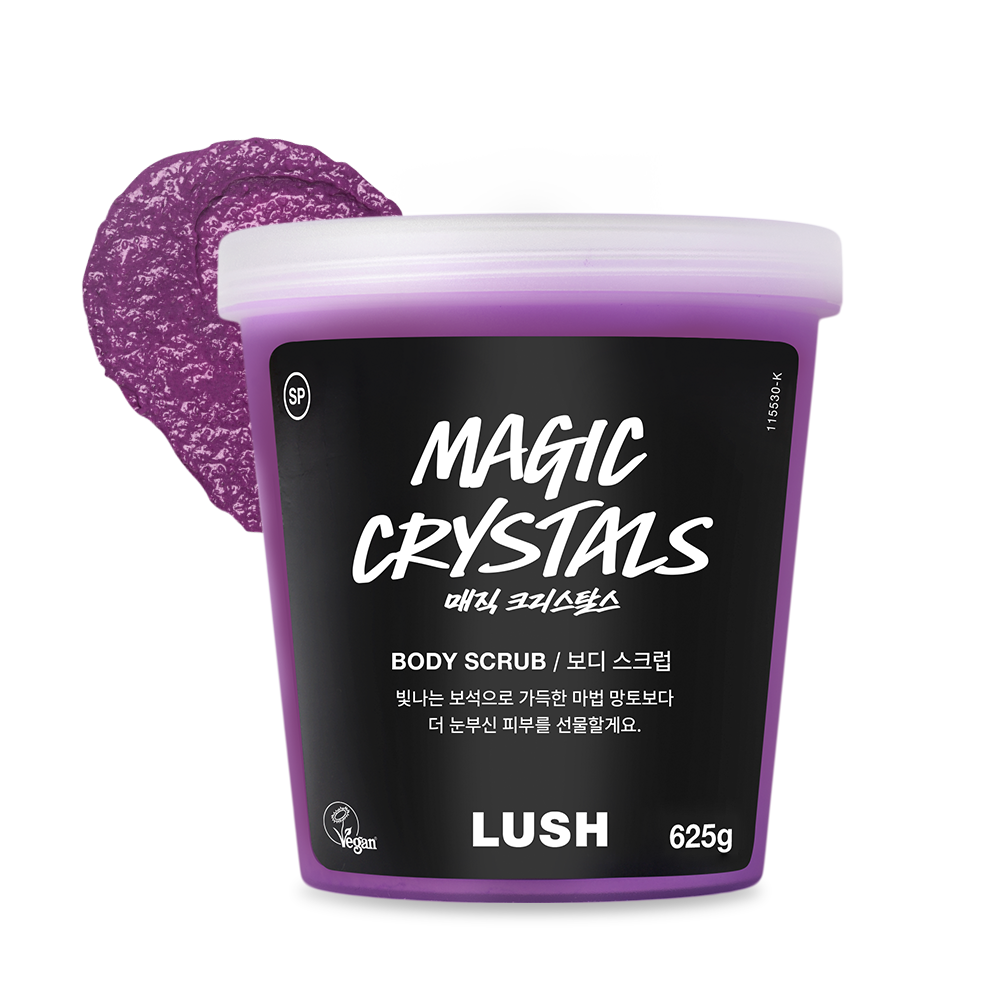 SP
115530-K
MAGIC
CRYSTALS
매직 크리스탈스
BODY SCRUB / 보디 스크럽
빛나는 보석으로 가득한 마법 망토보다
더 눈부신 피부를 선물할게요.
Vegan
LUSH
625g